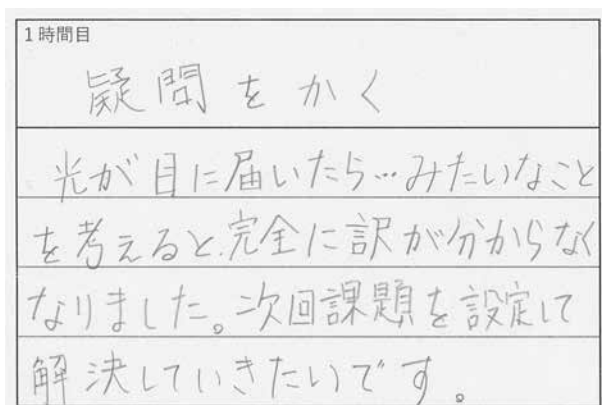 1時間目
疑問をかく
光が目に届いたら…みたいなこと
を考えると、完全に訳が分からなく
なりました。次回課題を設定して
解決していきたいです。